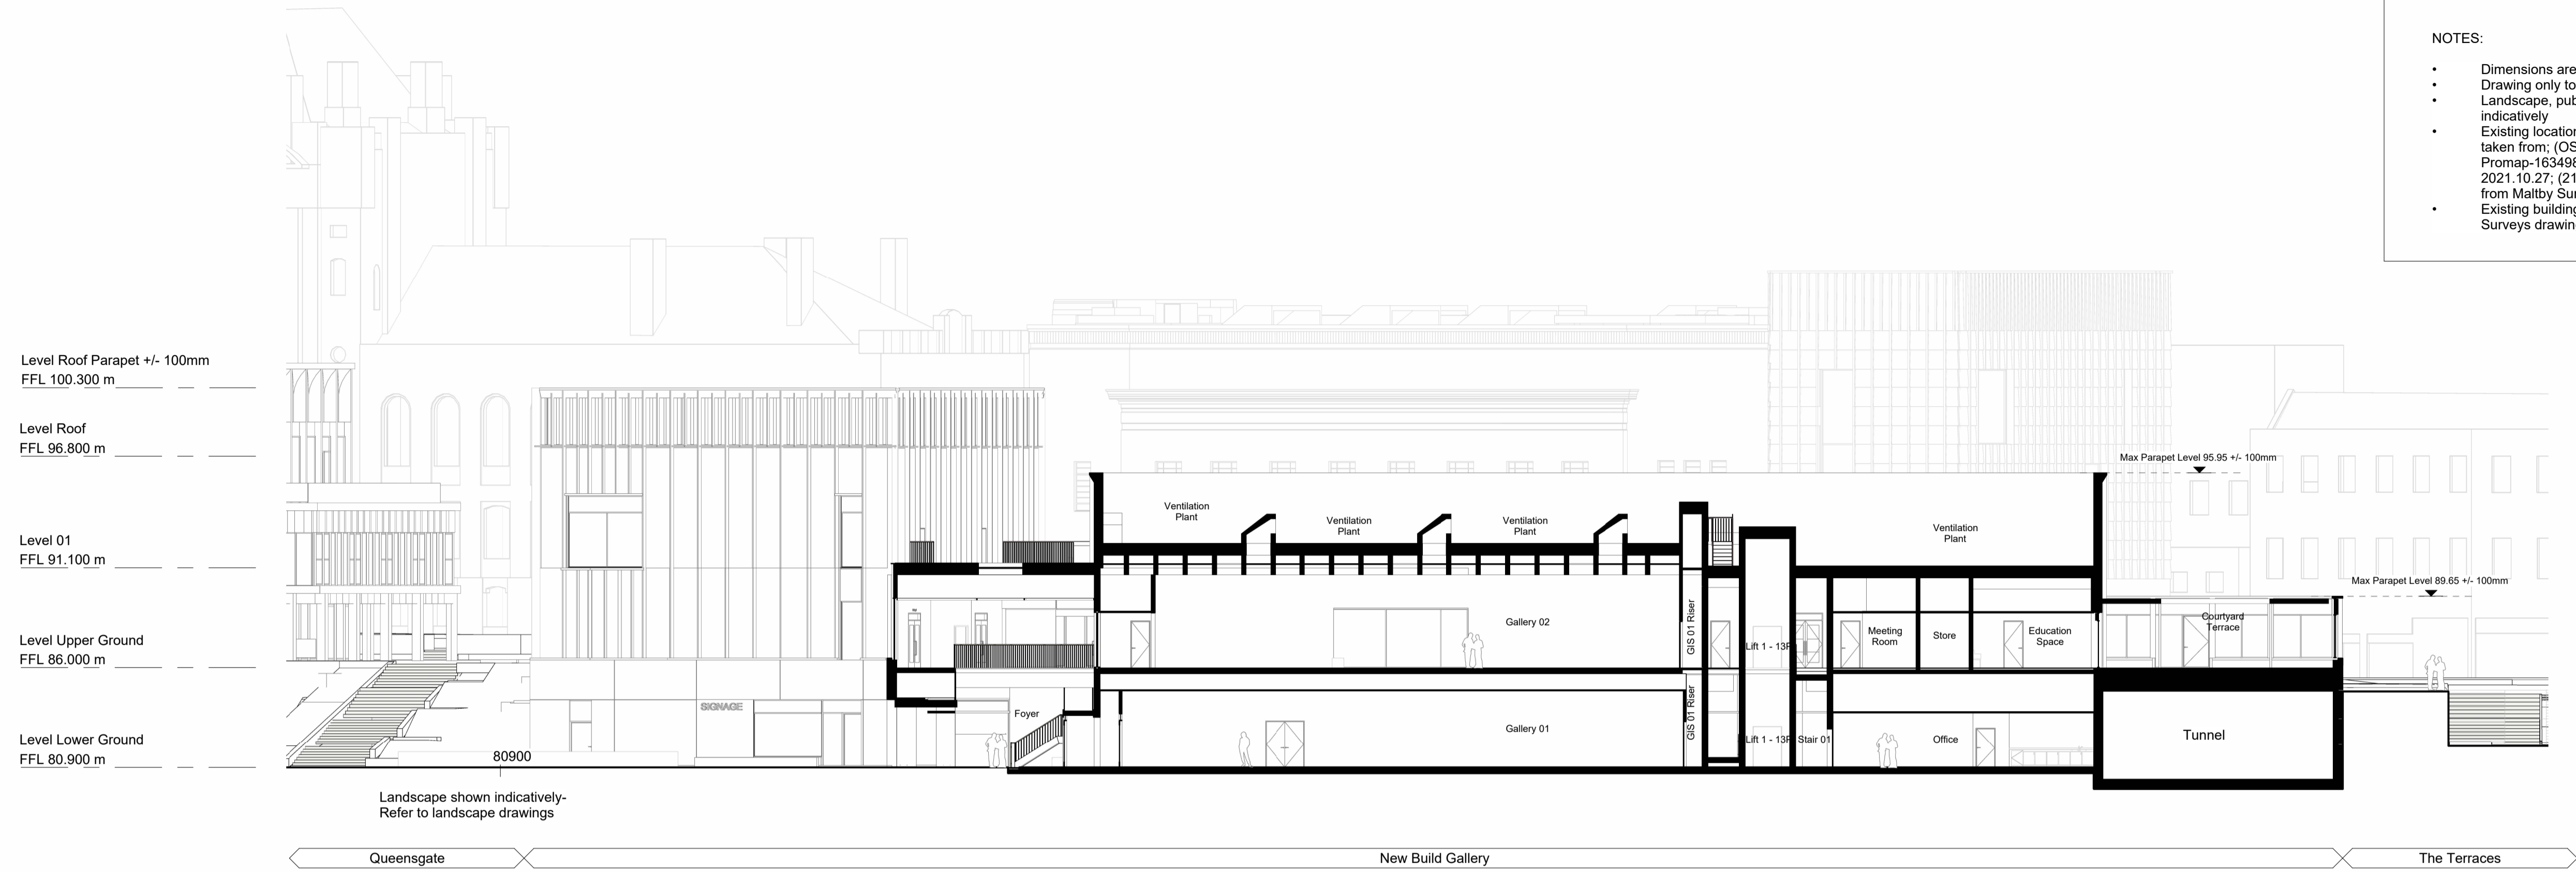 NOTES:
• Dimensions are
• Drawing only to
• Landscape, pub
indicatively
• Existing location
taken from; (OS
Promap-163498
2021.10.27; (21
from Maltby Sur
• Existing building
Surveys drawin
Level Roof Parapet +/- 100mm
FFL 100.300 m
Level Roof
FFL 96.800 m
Max Parapet Level 95.95 +/- 100mm
Ventilation
Plant
Ventilation
Plant
Ventilation
Plant
Ventilation
Plant
Level 01
FFL 91.100 m
Max Parapet Level 89.65 +/- 100mm
GIS 01 Riser
Gallery 02
Courtyard
Terrace
Meeting
Room
Store
Education
Space
Level Upper Ground
FFL 86.000 m
Lift 1 - 13P
SIGNAGE
Foyer
GIS 01 Riser
Gallery 01
Tunnel
Level Lower Ground
FFL 80.900 m
Lift 1 - 13P
Stair 01
Office
80900
Landscape shown indicatively-
Refer to landscape drawings
Queensgate
New Build Gallery
The Terraces